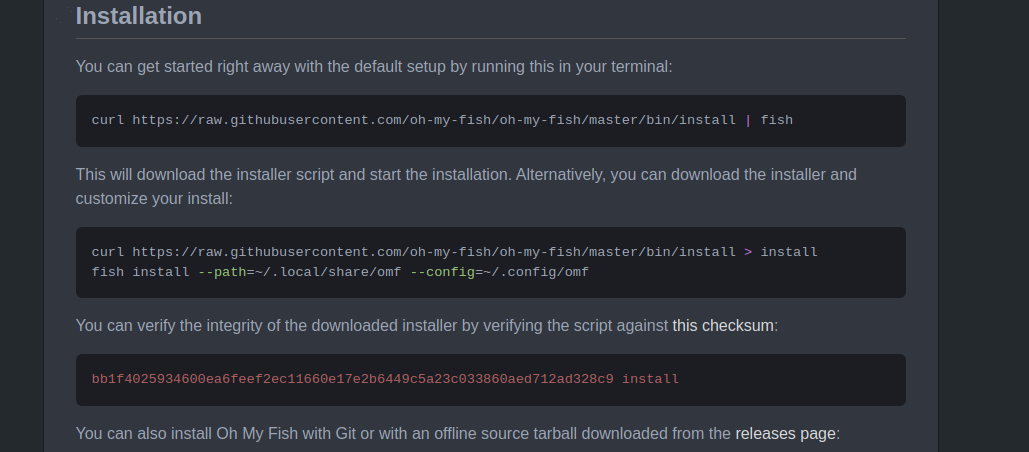 Installation
You can get started right away with the default setup by running this in your terminal:
curl https://raw.githubusercontent.com/oh-my-fish/oh-my-fish/master/bin/install | fish
This will download the installer script and start the installation. Alternatively, you can download the installer and
customize your install:
curl https://raw.githubusercontent.com/oh-my-fish/oh-my-fish/master/bin/install > install
fish install --path=~/.local/share/omf --config=~/.config/omf
You can verify the integrity of the downloaded installer by verifying the script against this checksum:
bb1f4025934600ea6feef2ec11660e17e2b6449c5a23c033860aed712ad328c9 install
You can also install Oh My Fish with Git or with an offline source tarball downloaded from the releases page: